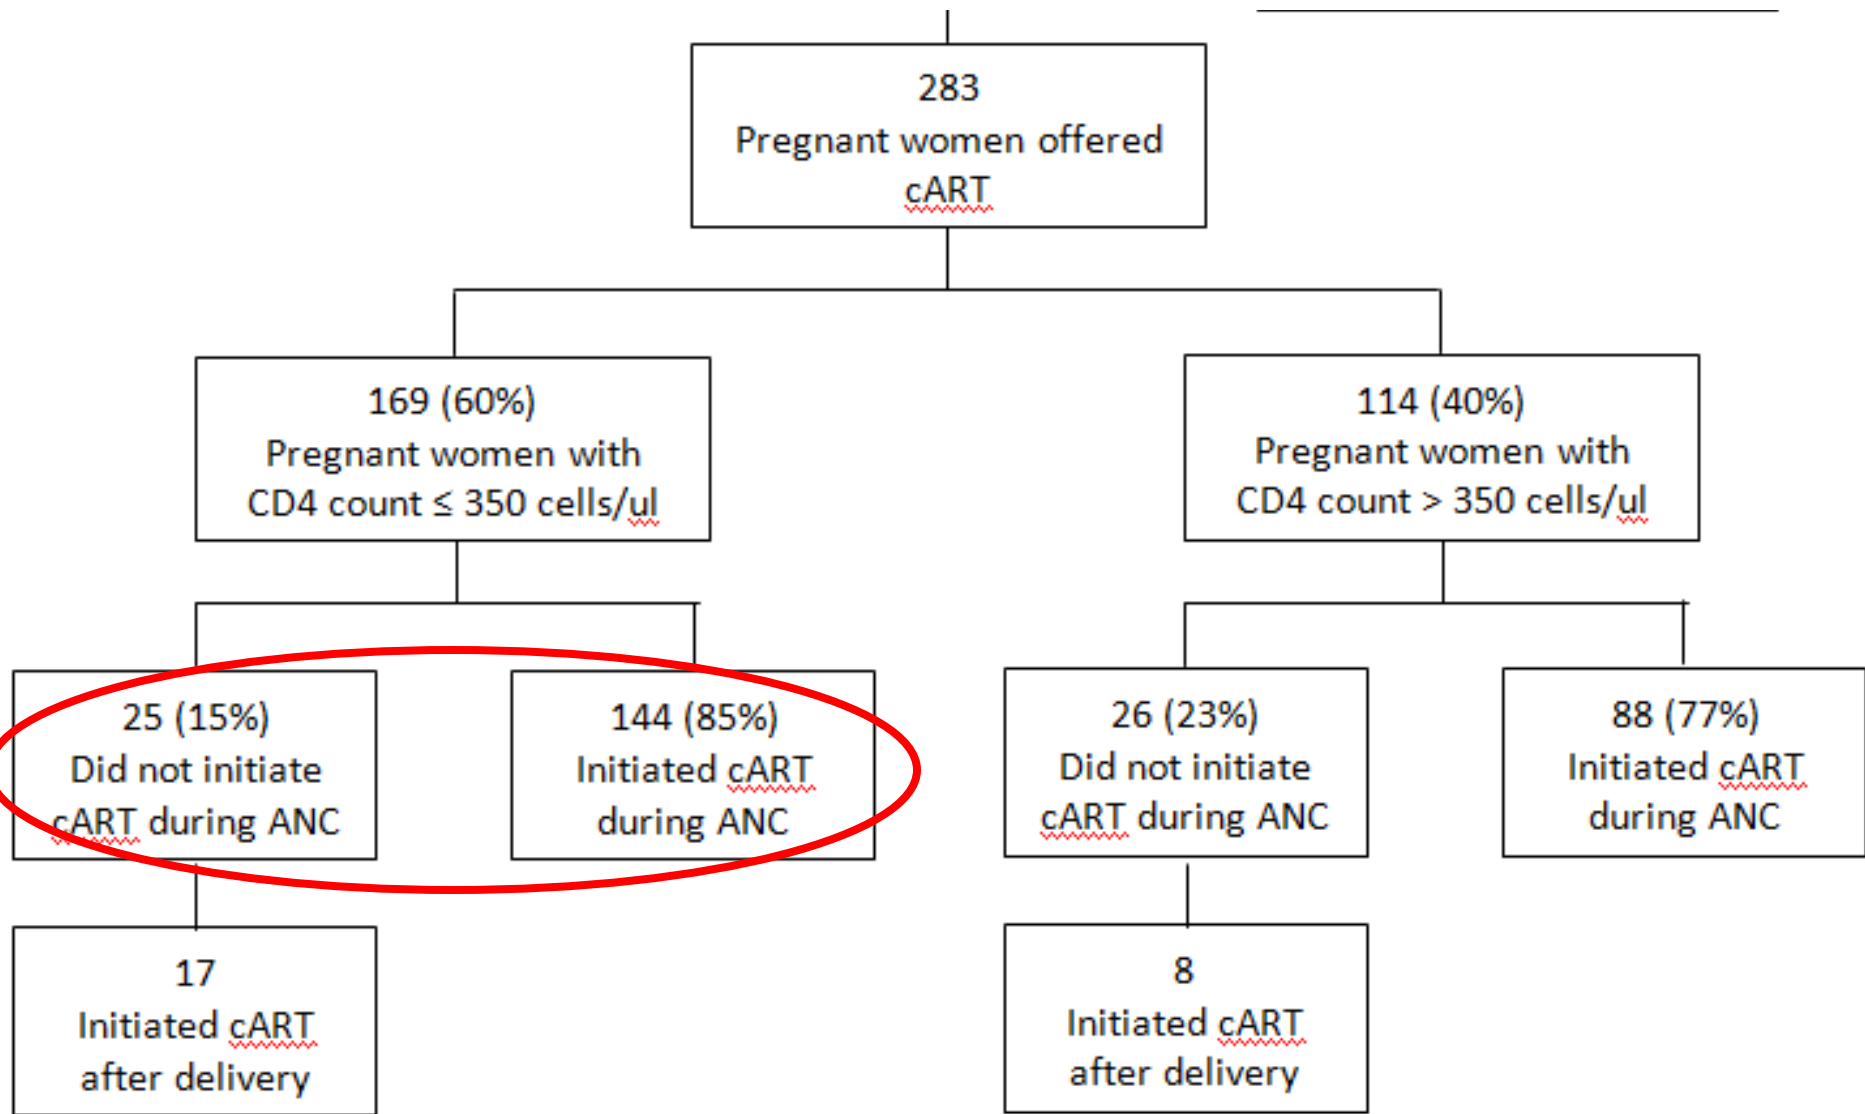 283
Pregnant women offered
cART
169 (60%)
Pregnant women with
CD4 count ≤ 350 cells/ul
114 (40%)
Pregnant women with
CD4 count > 350 cells/ul
25 (15%)
Did not initiate
cART during ANC
144 (85%)
Initiated cART
during ANC
26 (23%)
Did not initiate
cART during ANC
88 (77%)
Initiated cART
during ANC
17
Initiated cART
after delivery
8
Initiated cART
after delivery